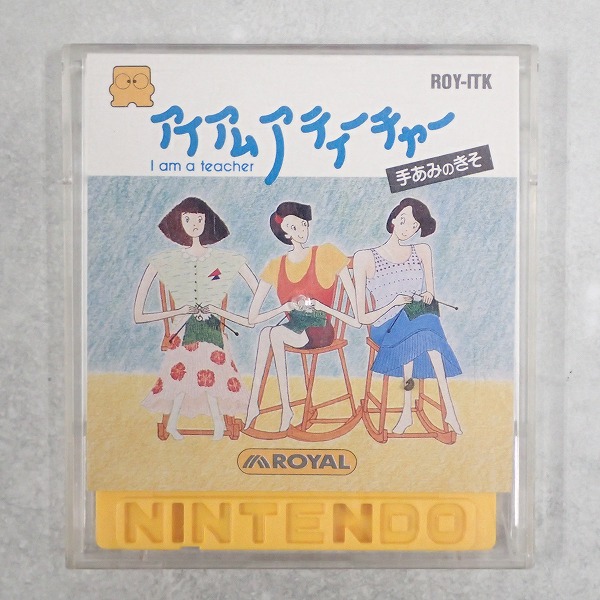 ROY-ITK
アイアムアティーチャー
I am a teacher
手あみのきそ
ROYAL
NINTENDO